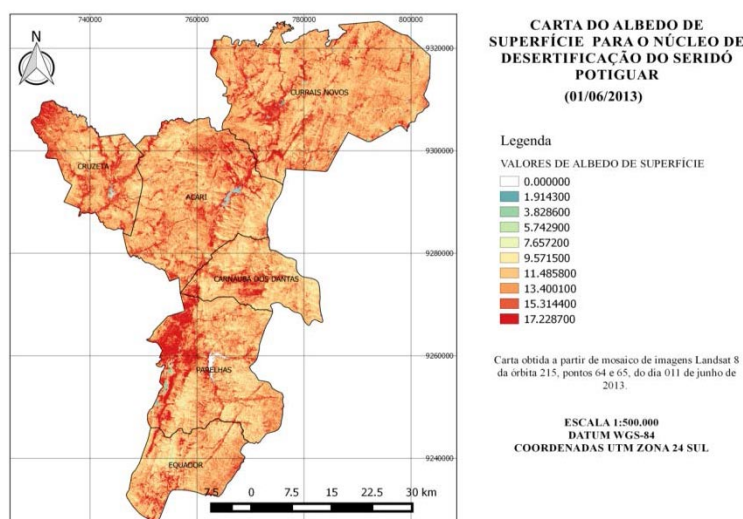 740000 760000 780000 800000
N
9320000
9300000
9280000
9260000
9240000
CURRAIS NOVOS
CRUZETA
ACARI
CARNAÚBA DOS DANTAS
PARELHAS
EQUADOR
7.5 0 7.5 15 22.5 30 km
CARTA DO ALBEDO DE
SUPERFÍCIE PARA O NÚCLEO DE
DESERTIFICAÇÃO DO SERIDÓ
POTIGUAR
(01/06/2013)
Legenda
VALORES DE ALBEDO DE SUPERFÍCIE
0.000000
1.914300
3.828600
5.742900
7.657200
9.571500
11.485800
13.400100
15.314400
17.228700
Carta obtida a partir de mosaico de imagens Landsat 8
da órbita 215, pontos 64 e 65, do dia 011 de junho de
2013.
ESCALA 1:500.000
DATUM WGS-84
COORDENADAS UTM ZONA 24 SUL